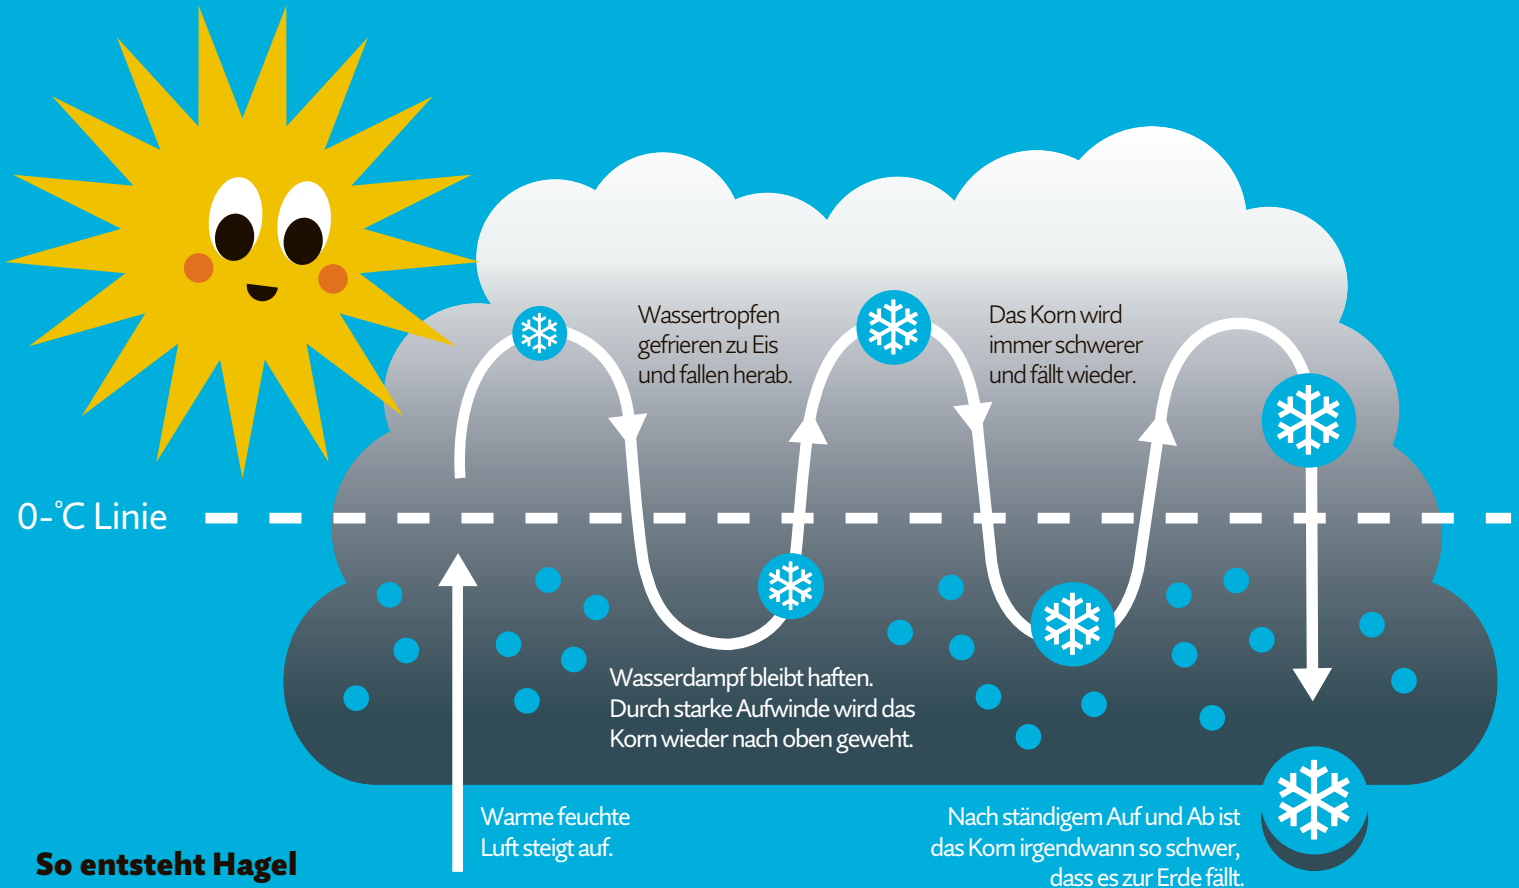 Wassertropfen
gefrieren zu Eis
und fallen herab.
Das Korn wird
immer schwerer
und fällt wieder.
0-°C Linie
Wasserdampf bleibt haften.
Durch starke Aufwinde wird das
Korn wieder nach oben geweht.
Warme feuchte
Luft steigt auf.
Nach ständigem Auf und Ab ist
das Korn irgendwann so schwer,
dass es zur Erde fällt.
So entsteht Hagel